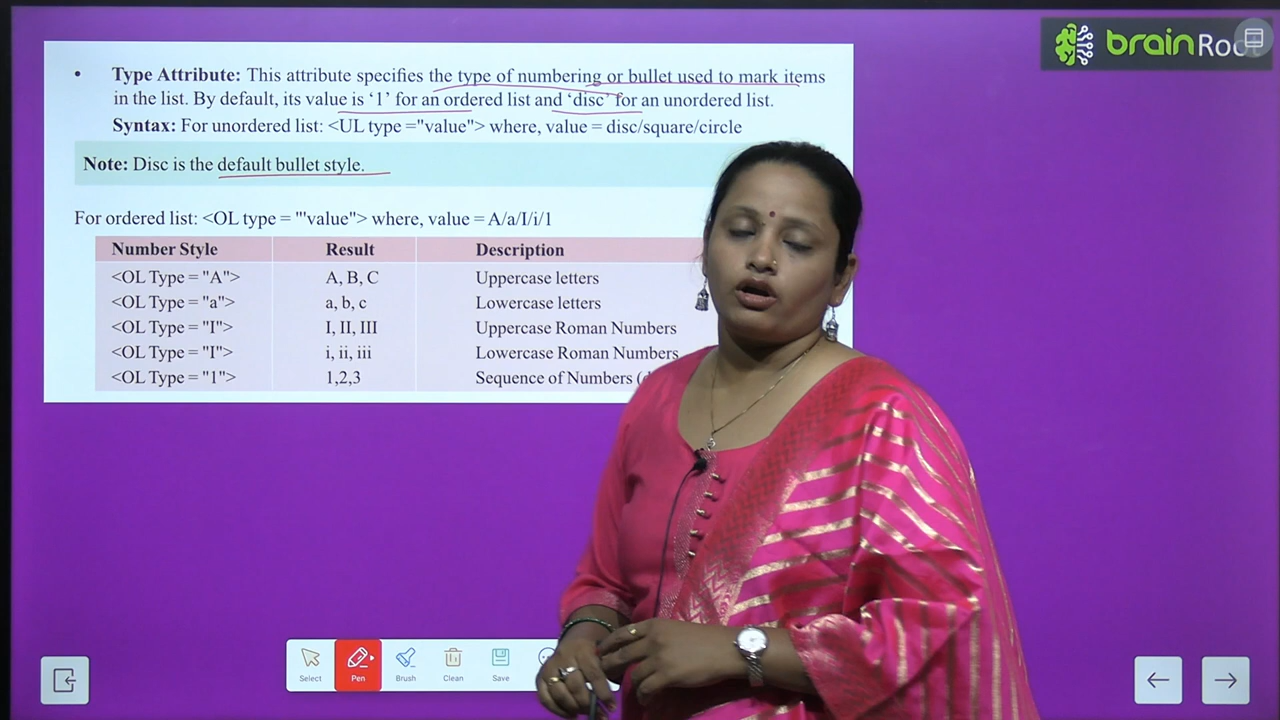 brainRoot
• Type Attribute: This attribute specifies the type of numbering or bullet used to mark items
in the list. By default, its value is ‘1’ for an ordered list and ‘disc’ for an unordered list.
Syntax: For unordered list: <UL type ="value"> where, value = disc/square/circle
Note: Disc is the default bullet style.
For ordered list: <OL type = "'value"> where, value = A/a/I/i/1
Number Style Result Description
<OL Type = "A"> A, B, C Uppercase letters
<OL Type = "a"> a, b, c Lowercase letters
<OL Type = "I"> I, II, III Uppercase Roman Numbers
<OL Type = "I"> i, ii, iii Lowercase Roman Numbers
<OL Type = "1"> 1,2,3 Sequence of Numbers (
Select Pen Brush Clean Save